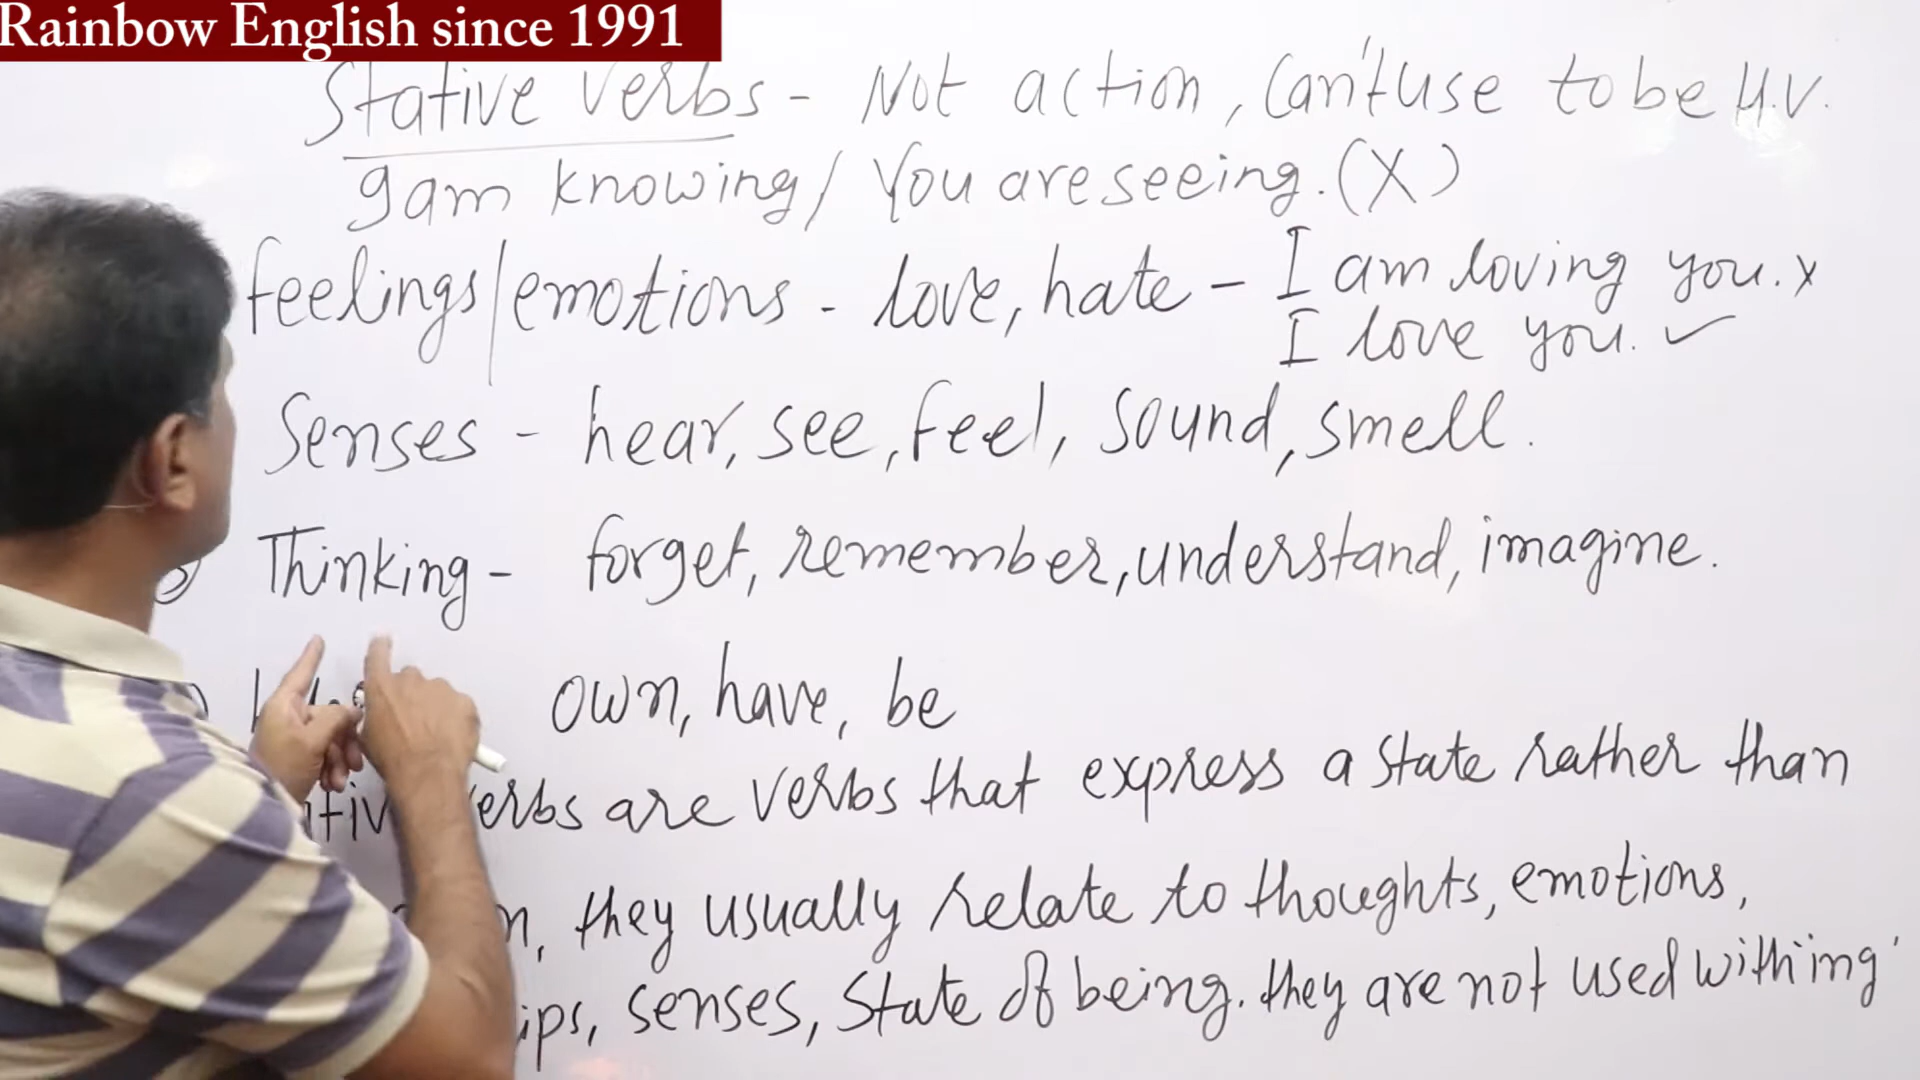 Rainbow English since 1991
Stative verbs - Not action, Can't use to be H.V.
I am knowing / You are seeing. (X)
feelings/emotions - love, hate - I am loving you. x
I love you. ✓
Senses - hear, see, feel, sound, smell.
Thinking - forget, remember, understand, imagine.
own, have, be
verbs are verbs that express a state rather than
they usually relate to thoughts, emotions,
senses, state of being. they are not used with 'ing'